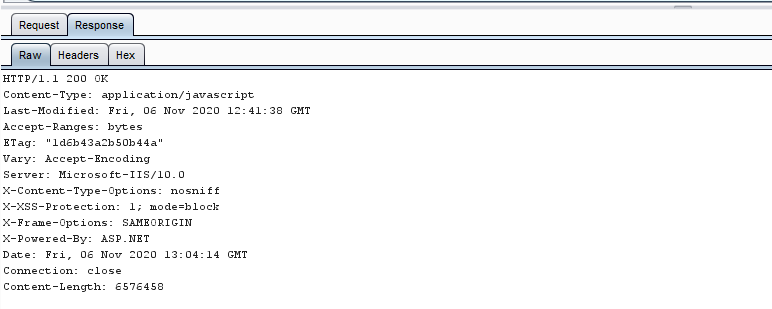 Request Response
Raw Headers Hex
HTTP/1.1 200 OK
Content-Type: application/javascript
Last-Modified: Fri, 06 Nov 2020 12:41:38 GMT
Accept-Ranges: bytes
ETag: "1d6b43a2b50b44a"
Vary: Accept-Encoding
Server: Microsoft-IIS/10.0
X-Content-Type-Options: nosniff
X-XSS-Protection: 1; mode=block
X-Frame-Options: SAMEORIGIN
X-Powered-By: ASP.NET
Date: Fri, 06 Nov 2020 13:04:14 GMT
Connection: close
Content-Length: 6576458